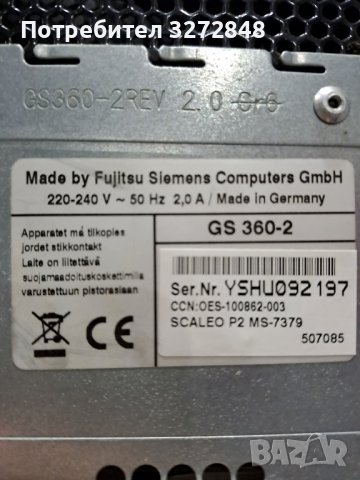 Потребител 3272848
GS360-2REV 2.0
Made by Fujitsu Siemens Computers GmbH
220-240 V ~ 50 Hz 2,0 A / Made in Germany
GS 360-2
Apparatet må tilkoples
jordet stikkontakt
Laite on liitettävä
suojamaadoituskoskettimilla
varustettuun pistorasiaan
CE
Ser.Nr. YSHU092197
CCN:OES-100862-003
SCALEO P2 MS-7379
507085
BAZAR.BG